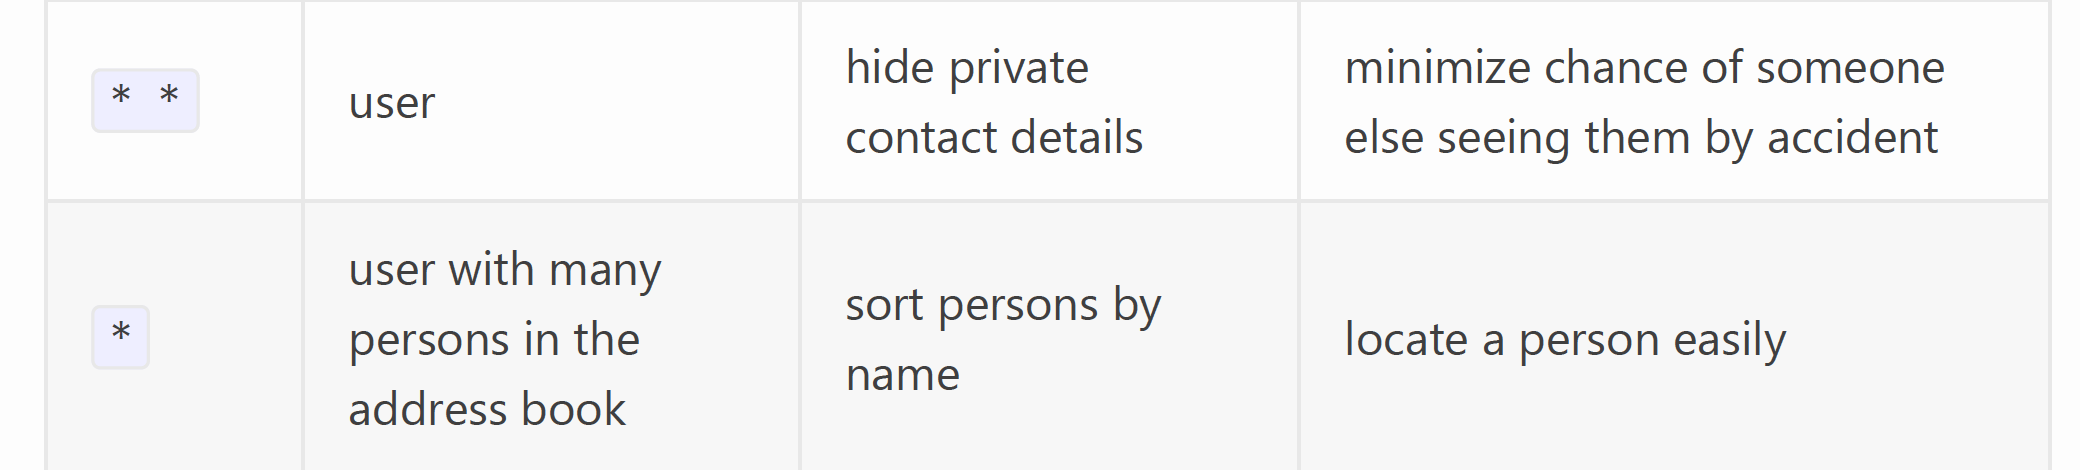 * *
user
hide private
contact details
minimize chance of someone
else seeing them by accident
*
user with many
persons in the
address book
sort persons by
name
locate a person easily